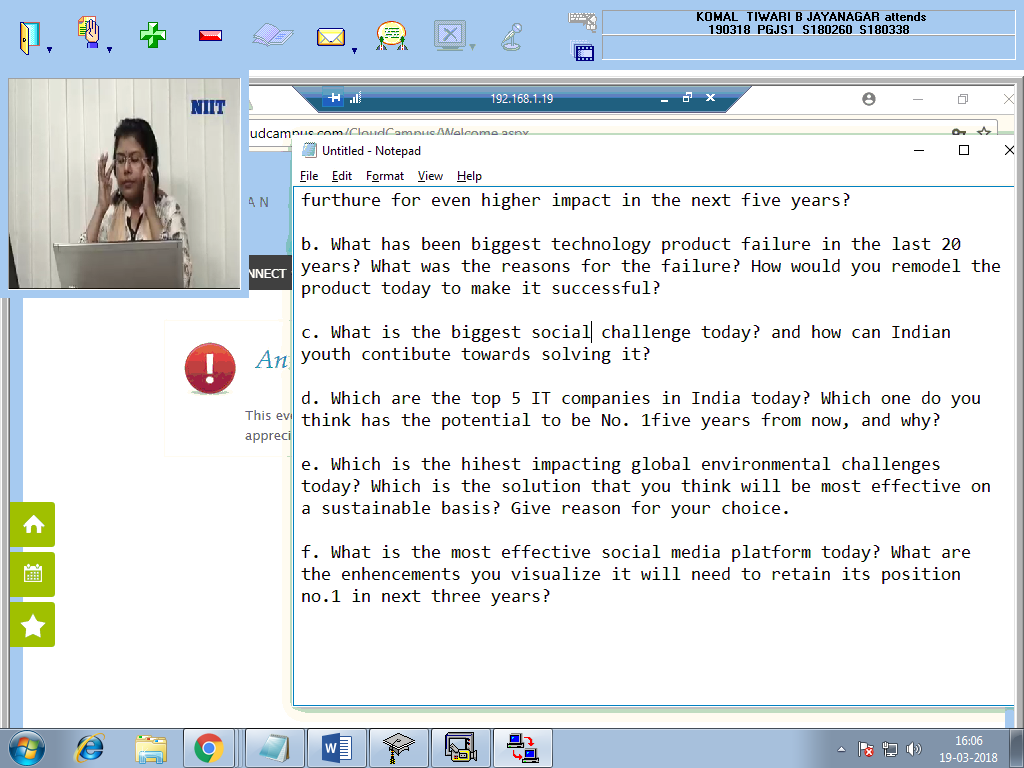 KOMAL TIWARI B JAYANAGAR attends
190318 PGJS1 S180260 S180338
NIIT
192.168.1.19
udcampus.com/CloudCampus/Welcome.aspx
Untitled - Notepad
File Edit Format View Help
A N
furthure for even higher impact in the next five years?
b. What has been biggest technology product failure in the last 20
years? What was the reasons for the failure? How would you remodel the
NNECT
product today to make it successful?
c. What is the biggest social challenge today? and how can Indian
youth contibute towards solving it?
An
This ev
appreci
d. Which are the top 5 IT companies in India today? Which one do you
think has the potential to be No. 1five years from now, and why?
e. Which is the hihest impacting global environmental challenges
today? Which is the solution that you think will be most effective on
a sustainable basis? Give reason for your choice.
f. What is the most effective social media platform today? What are
the enhencements you visualize it will need to retain its position
no.1 in next three years?
16:06
19-03-2018